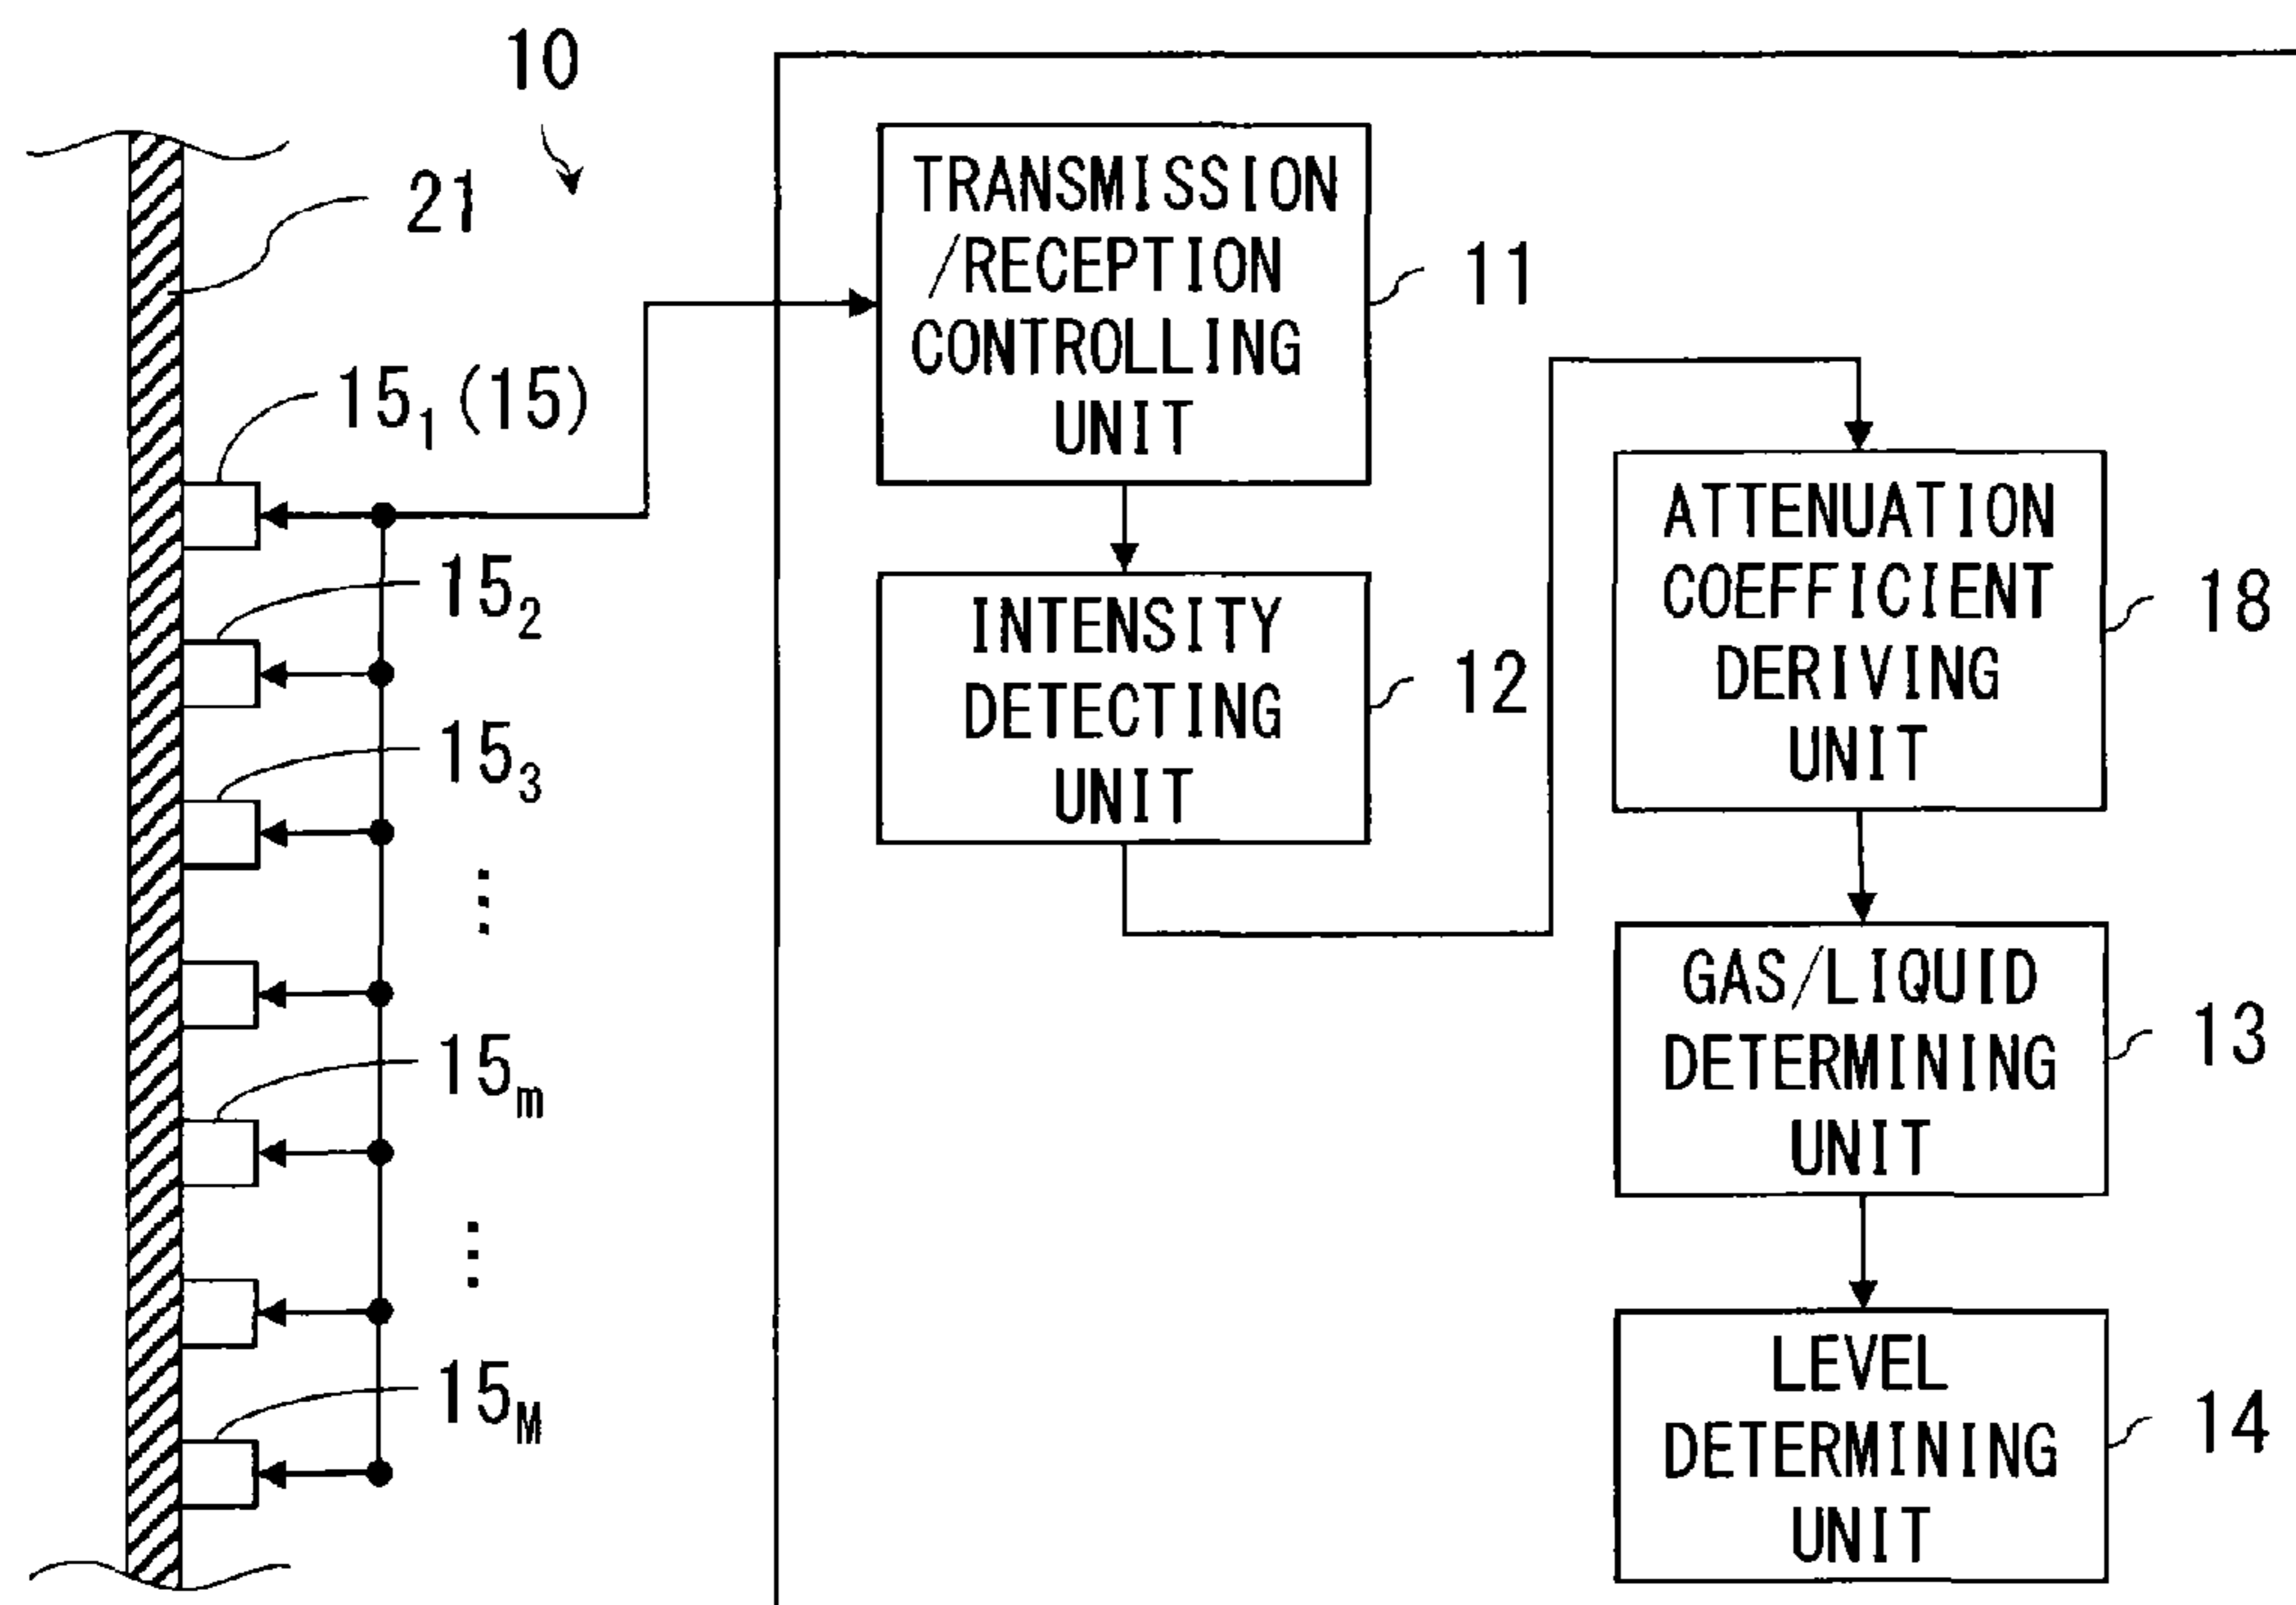 10
21
15₁ (15)
15₂
15₃
15ₘ
15M
TRANSMISSION
/RECEPTION
CONTROLLING
UNIT
11
INTENSITY
DETECTING
UNIT
12
ATTENUATION
COEFFICIENT
DERIVING
UNIT
18
GAS/LIQUID
DETERMINING
UNIT
13
LEVEL
DETERMINING
UNIT
14